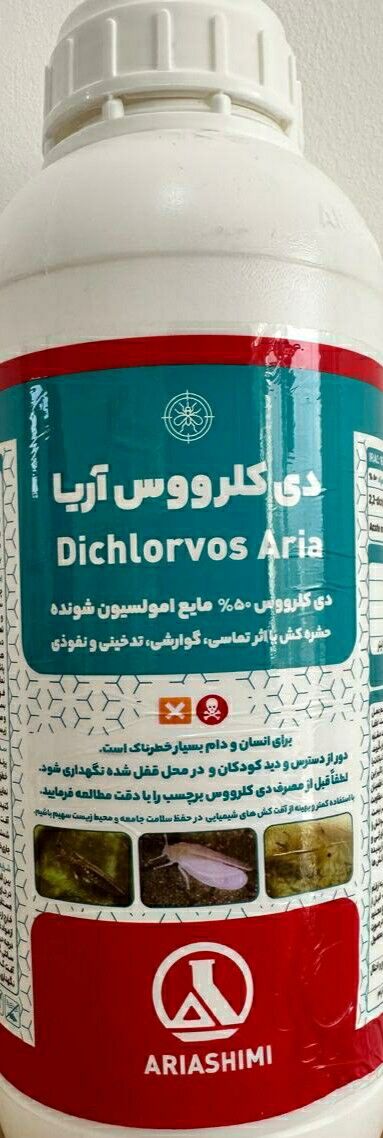 دی کلرووس آریا
Dichlorvos Aria
دی کلرووس ۵۰% مایع امولسیون شونده
حشره کش با اثر تماسی، گوارشی، تدخینی و نفوذی
برای انسان و دام بسیار خطرناک است.
دور از دسترس و دید کودکان و در محل قفل شده نگهداری شود.
لطفاً قبل از مصرف دی کلرووس برچسب را با دقت مطالعه فرمایید.
با استفاده کمتر و بهینه از آفت کش های شیمیایی در حفظ سلامت جامعه و محیط زیست سهیم باشیم.
ARIASHIMI